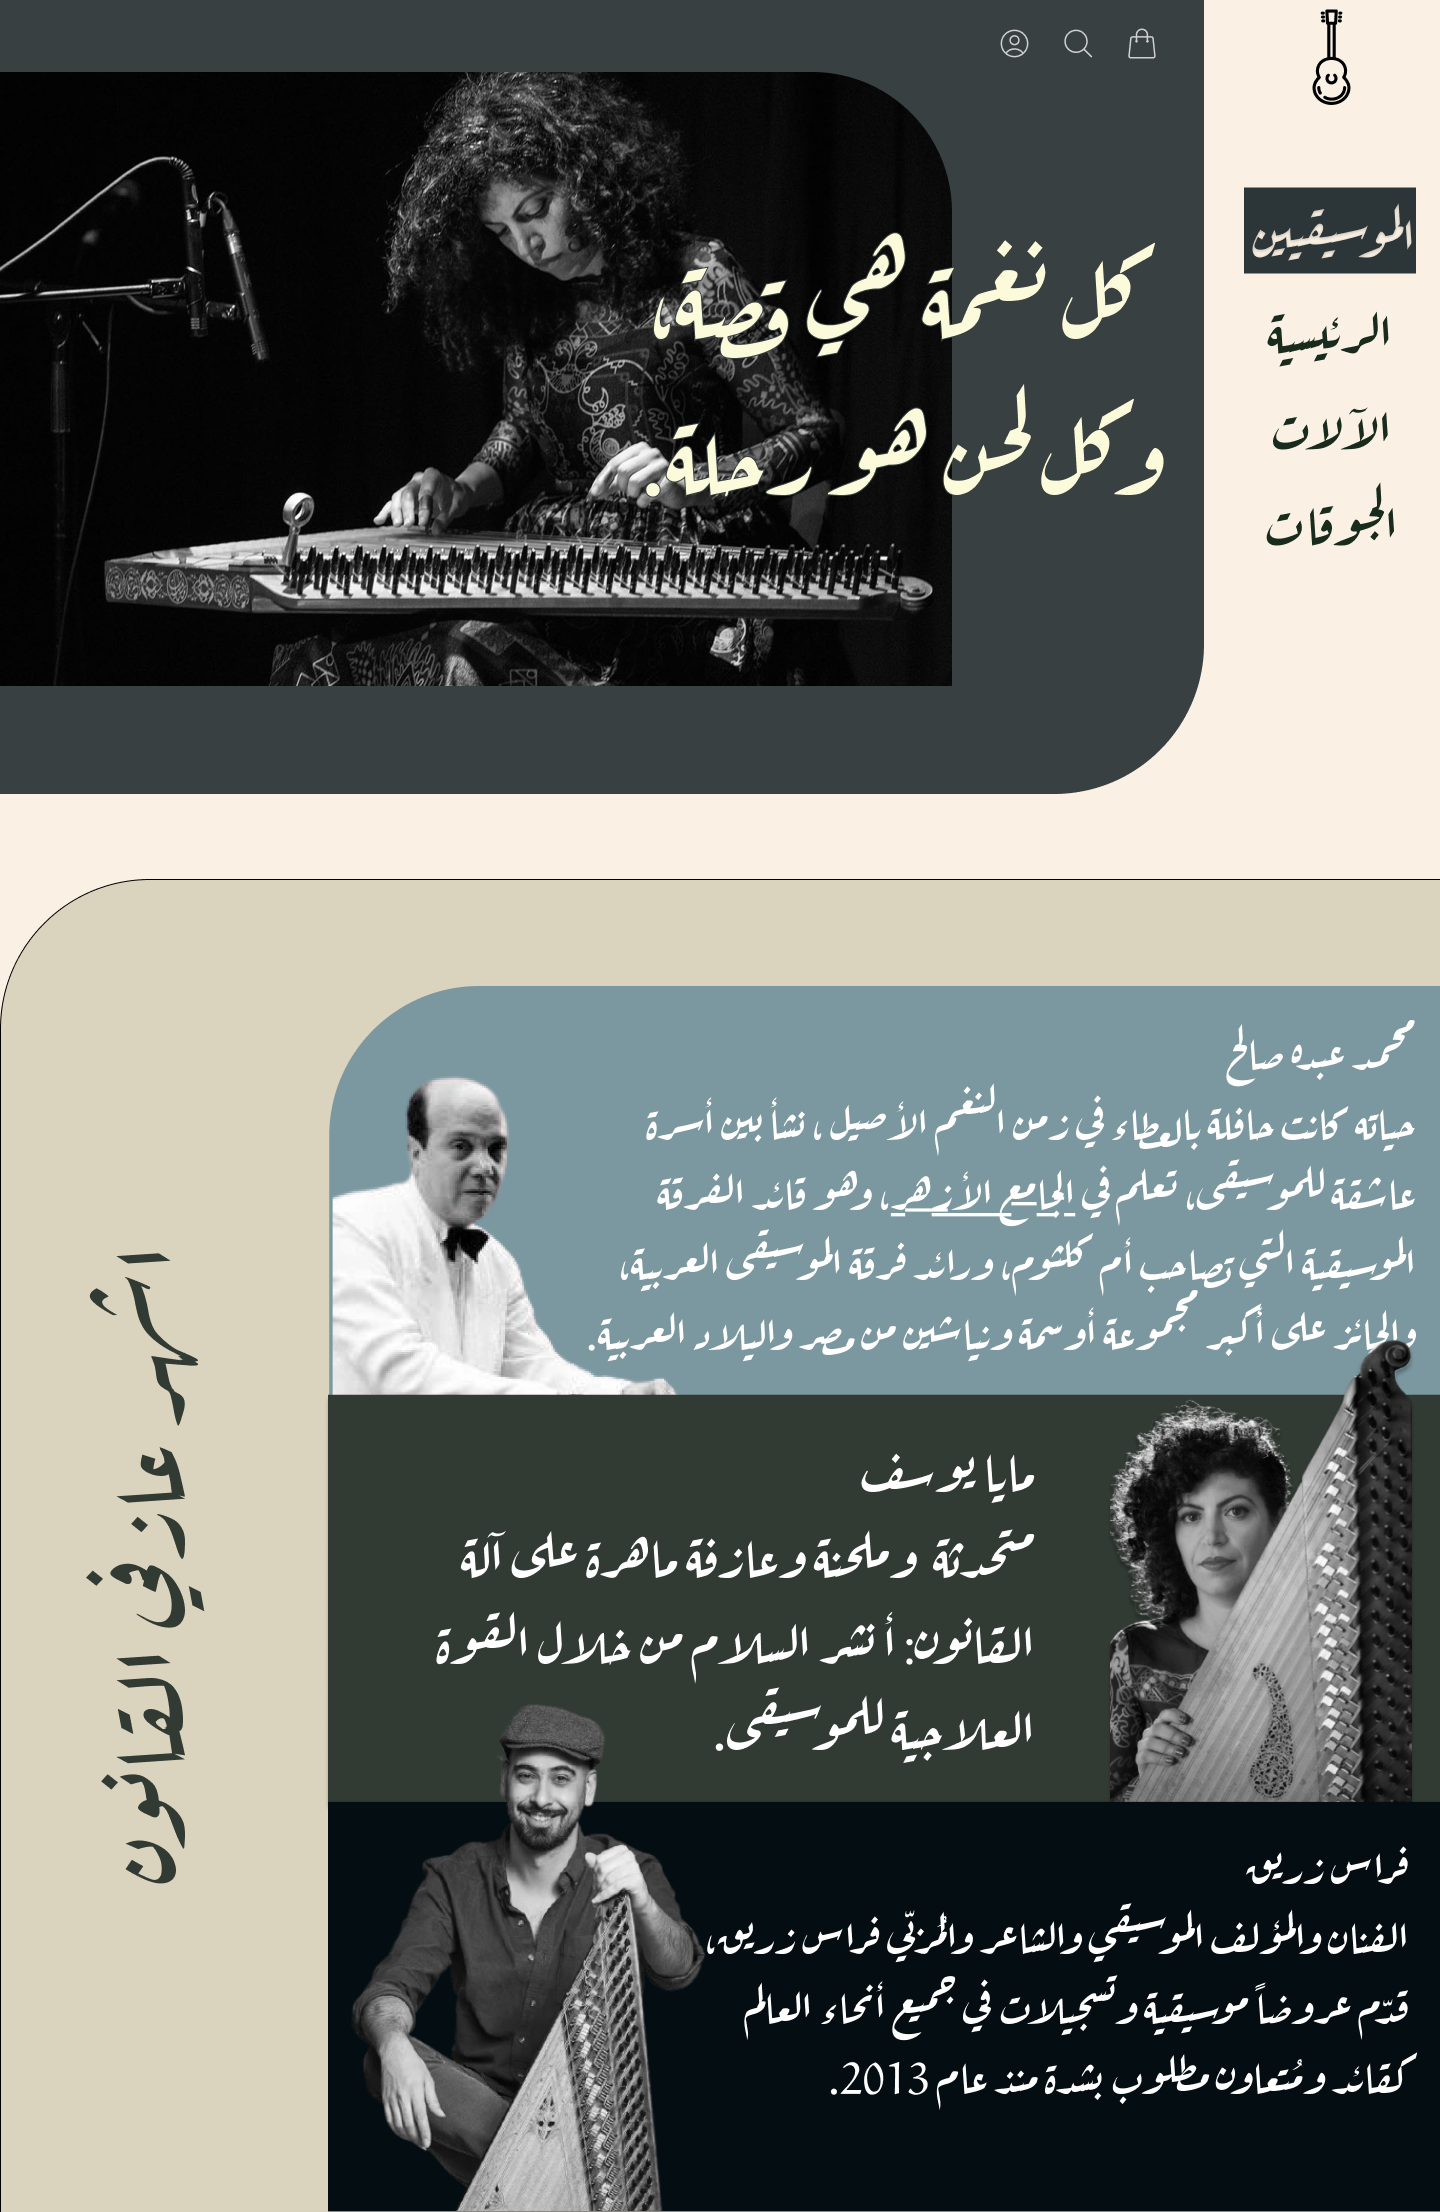 الموسيقيين
الرئيسية
الآلات
الجوقات
كل نغمة هي قصة،
وكل لحن هو رحلة.
اشهر عازفي القانون
محمد عبده صالح
حياته كانت حافلة بالعطاء في زمن النغم الأصيل ، نشأ بين أسرة
عاشقة للموسيقى، تعلم في الجامع الأزهر، وهو قائد الفرقة
الموسيقية التي تصاحب أم كلثوم، ورائد فرقة الموسيقى العربية،
والحائز على أكبر مجموعة أوسمة ونياشين من مصر والبلاد العربية.
مايا يوسف
متحدثة وملحنة وعازفة ماهرة على آلة
القانون: أنشر السلام من خلال القوة
العلاجية للموسيقى.
فراس زريق
الفنان والمؤلف الموسيقي والشاعر والمُربّي فراس زريق،
قدّم عروضاً موسيقية وتسجيلات في جميع أنحاء العالم
كقائد ومُتعاون مطلوب بشدة منذ عام 2013.